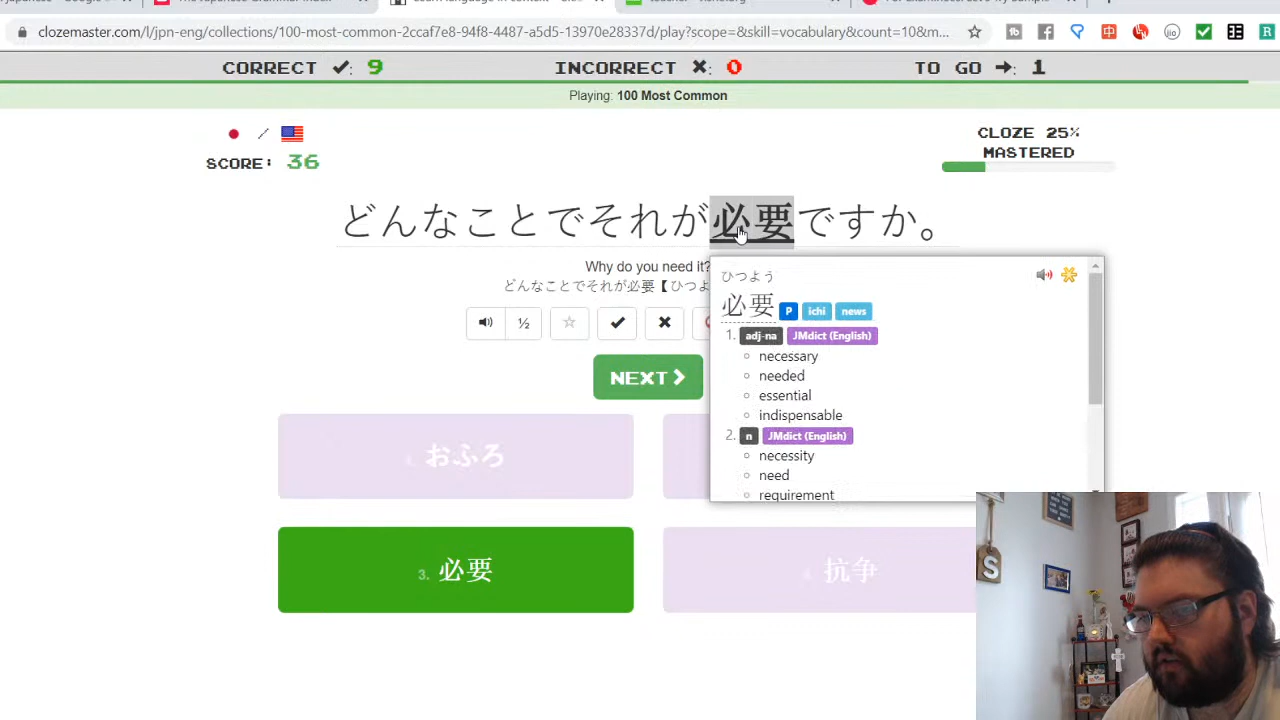 clozemaster.com/l/jpn-eng/collections/100-most-common-2scaf/e8-94f8-4487-a5d5-13970e28337d/play?scope=&skill=vocabulary&count=10&m...
CORRECT ✔: 9
INCORRECT ✖: 0
TO GO ➔: 1
Playing: 100 Most Common
SCORE: 36
CLOZE 25%
MASTERED
どんなことでそれが必要ですか。
Why do you need it?
どんなことでそれが必要【ひつよ
½
NEXT
ひつよう
必要 P ichi news
1. adj-na JMdict (English)
necessary
needed
essential
indispensable
2. n JMdict (English)
necessity
need
requirement
おふろ
3. 必要
抗争
S